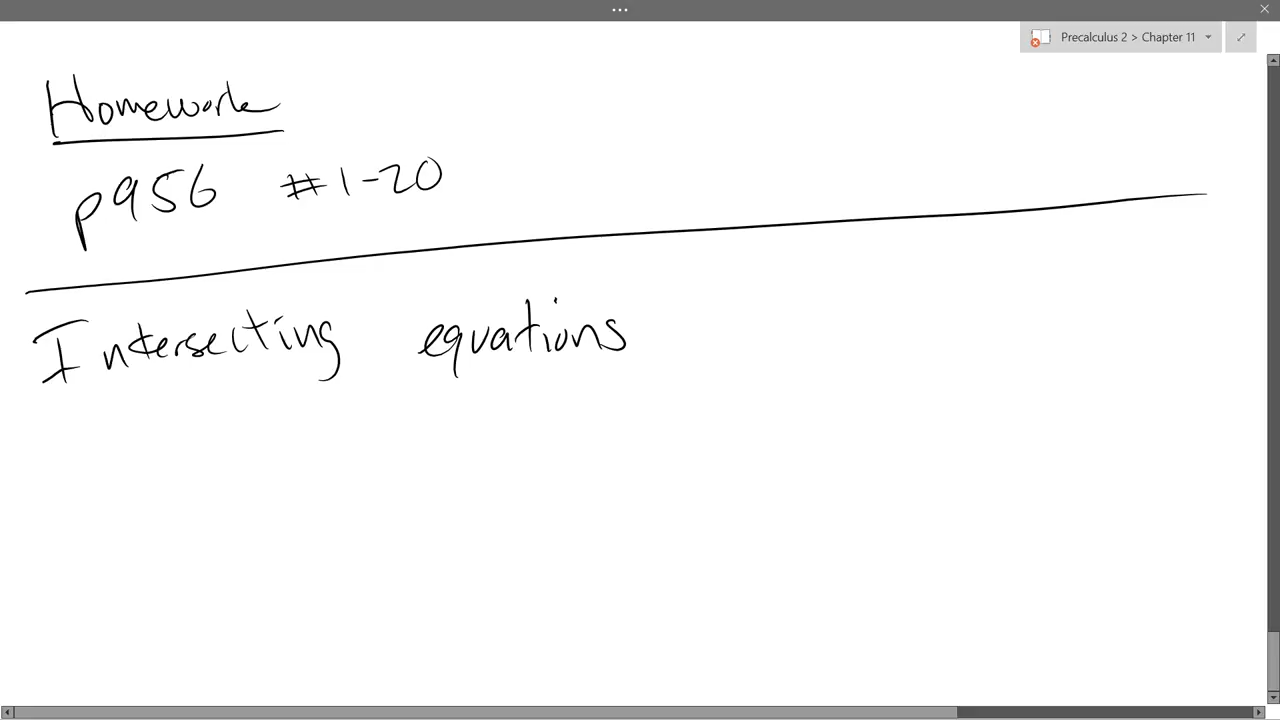 Precalculus 2 > Chapter 11
Homework
p956 #1-20
Intersecting equations